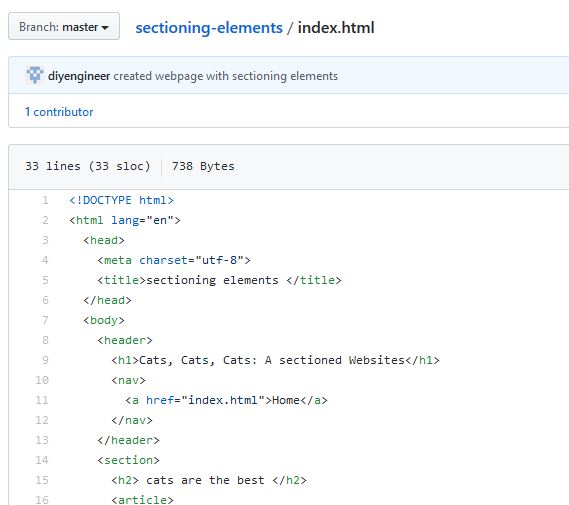 Branch: master
sectioning-elements / index.html
diyengineer created webpage with sectioning elements
1 contributor
33 lines (33 sloc) 738 Bytes
1 <!DOCTYPE html>
2 <html lang="en">
3 <head>
4 <meta charset="utf-8">
5 <title>sectioning elements </title>
6 </head>
7 <body>
8 <header>
9 <h1>Cats, Cats, Cats: A sectioned Websites</h1>
10 <nav>
11 <a href="index.html">Home</a>
12 </nav>
13 </header>
14 <section>
15 <h2> cats are the best </h2>
16 <article>